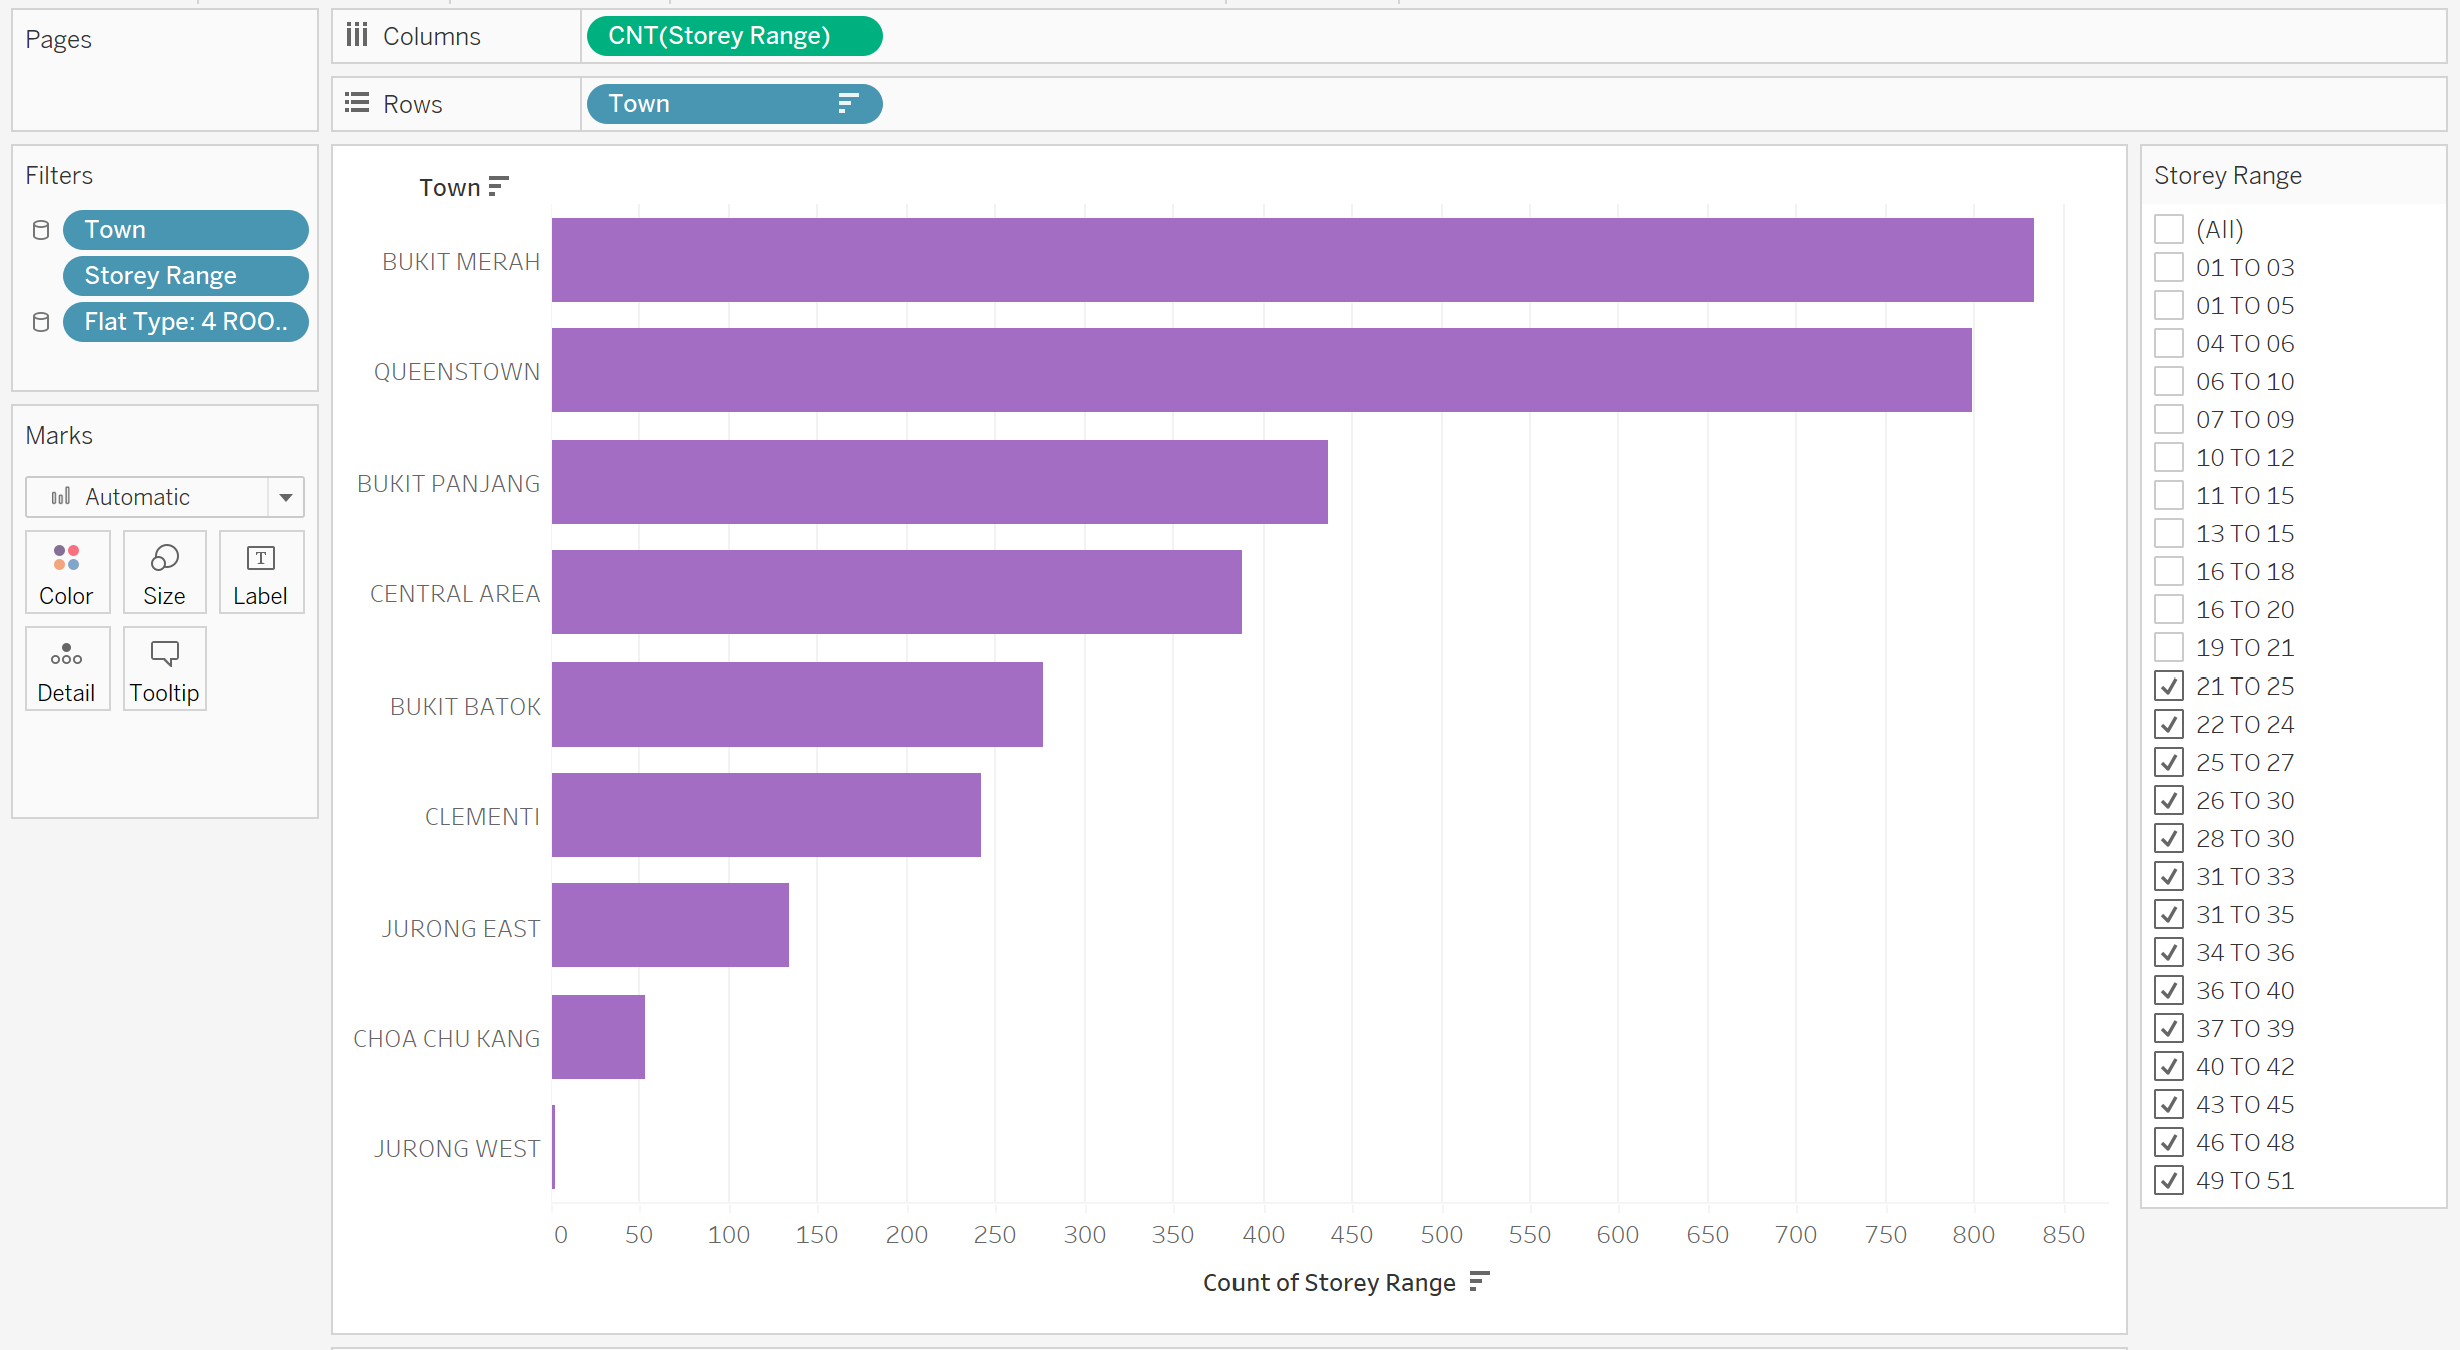 Pages
Columns
CNT(Storey Range)
Rows
Town
Filters
Town
Storey Range
Flat Type: 4 ROO..
Marks
Automatic
Color
Size
Label
Detail
Tooltip
Town
BUKIT MERAH
QUEENSTOWN
BUKIT PANJANG
CENTRAL AREA
BUKIT BATOK
CLEMENTI
JURONG EAST
CHOA CHU KANG
JURONG WEST
0 50 100 150 200 250 300 350 400 450 500 550 600 650 700 750 800 850
Count of Storey Range
Storey Range
(All)
01 TO 03
01 TO 05
04 TO 06
06 TO 10
07 TO 09
10 TO 12
11 TO 15
13 TO 15
16 TO 18
16 TO 20
19 TO 21
21 TO 25
22 TO 24
25 TO 27
26 TO 30
28 TO 30
31 TO 33
31 TO 35
34 TO 36
36 TO 40
37 TO 39
40 TO 42
43 TO 45
46 TO 48
49 TO 51